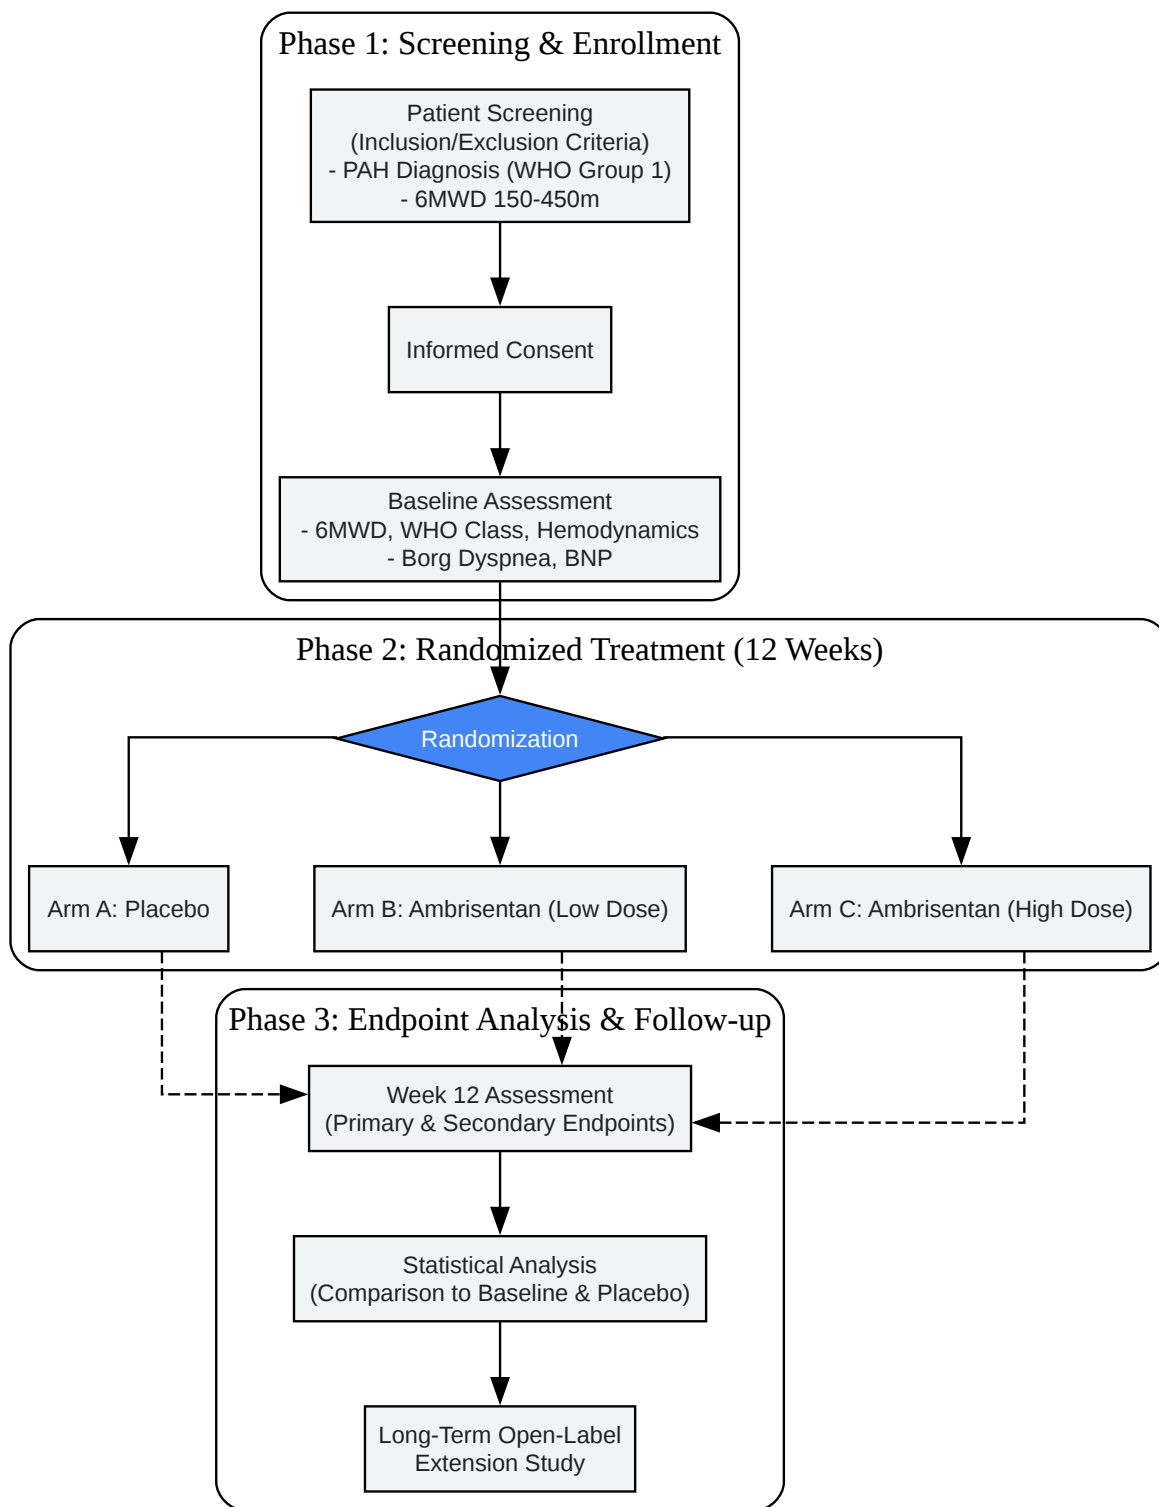 Phase 1: Screening & Enrollment
Patient Screening
(Inclusion/Exclusion Criteria)
- PAH Diagnosis (WHO Group 1)
- 6MWD 150-450m
Informed Consent
Baseline Assessment
- 6MWD, WHO Class, Hemodynamics
- Borg Dyspnea, BNP
Phase 2: Randomized Treatment (12 Weeks)
Randomization
Arm A: Placebo
Arm B: Ambrisentan (Low Dose)
Arm C: Ambrisentan (High Dose)
Phase 3: Endpoint Analysis & Follow-up
Week 12 Assessment
(Primary & Secondary Endpoints)
Statistical Analysis
(Comparison to Baseline & Placebo)
Long-Term Open-Label
Extension Study